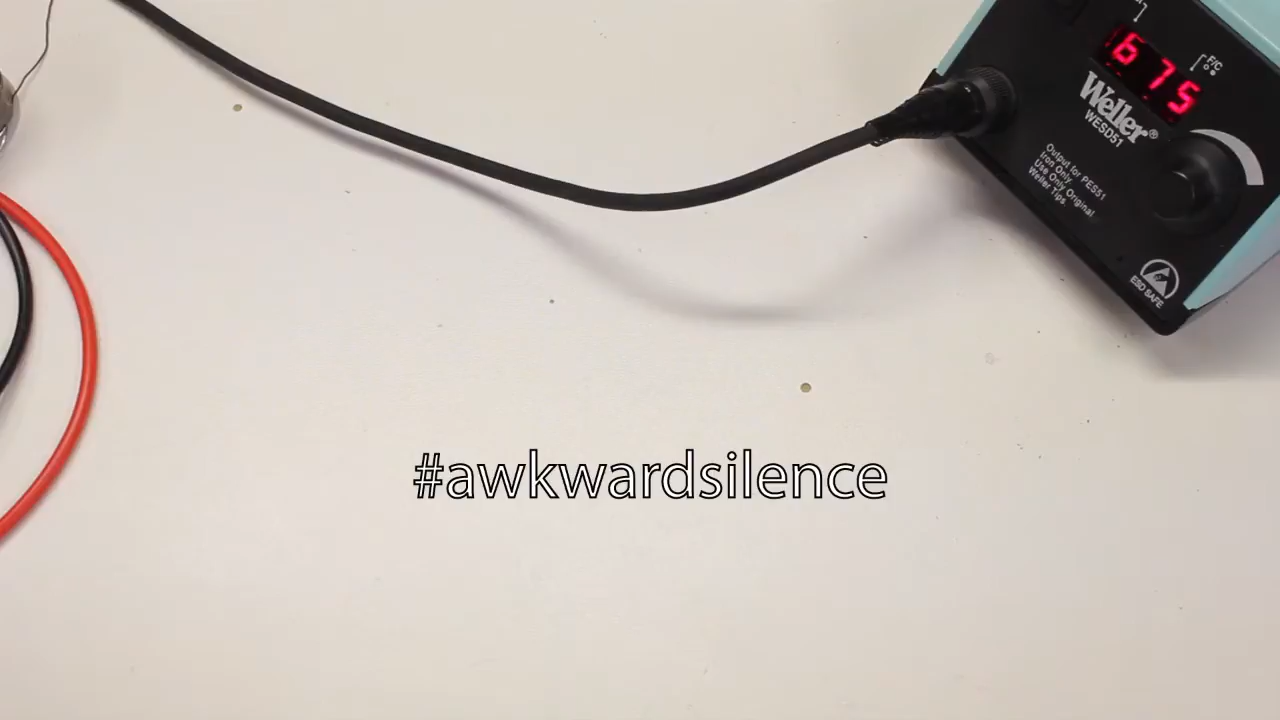 675
F/C
Weller®
WESD51
Output for PES51
Iron Only.
Use Only Original
Weller Tips.
ESD SAFE
#awkwardsilence